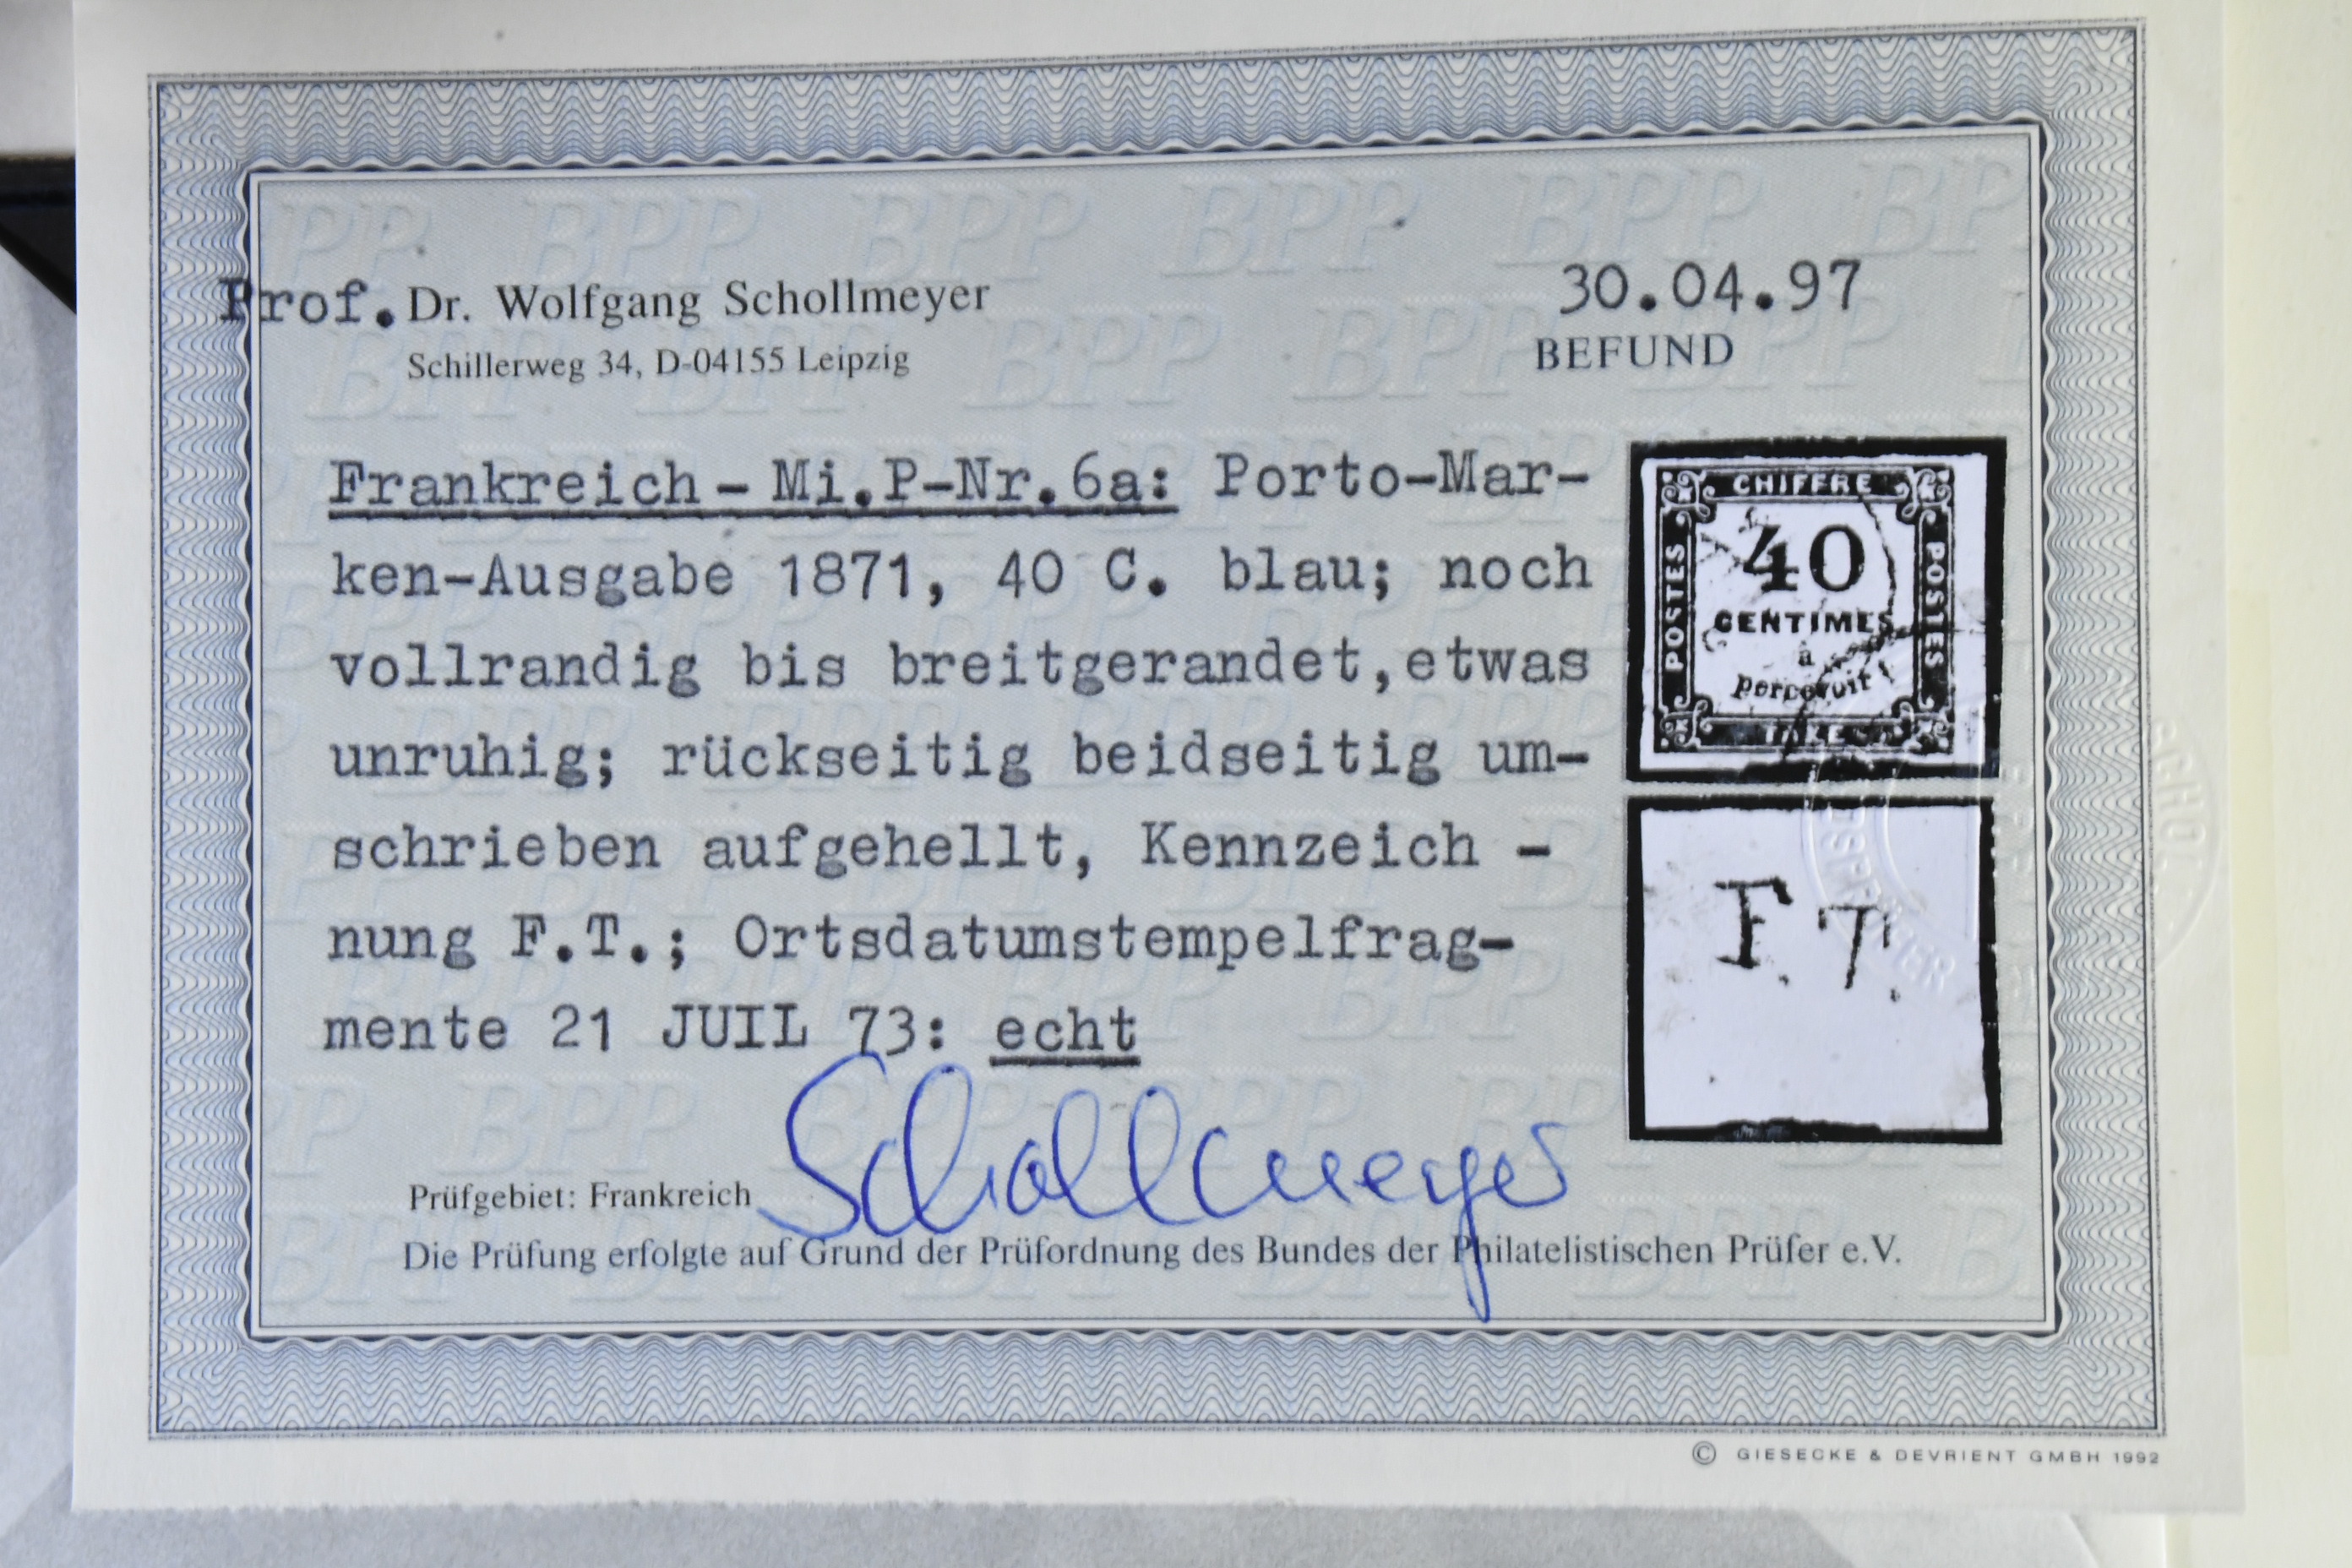 Prof. Dr. Wolfgang Schollmeyer
Schillerweg 34, D-04155 Leipzig
30.04.97
BEFUND
Frankreich - Mi.P-Nr.6a: Porto-Mar-
ken-Ausgabe 1871, 40 C. blau; noch
vollrandig bis breitgerandet,etwas
unruhig; rückseitig beidseitig um-
schrieben aufgehellt, Kennzeich -
nung F.T.; Ortsdatumstempelfrag-
mente 21 JUIL 73: echt
CHIFFRE
POSTES
40
CENTIMES
à
percevoir
POSTES
F. T.
Schollmeyer
Prüfgebiet: Frankreich
Die Prüfung erfolgte auf Grund der Prüfordnung des Bundes der Philatelistischen Prüfer e.V.
© GIESECKE & DEVRIENT GMBH 1992